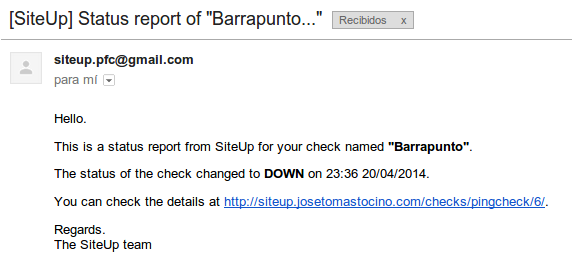 [SiteUp] Status report of "Barrapunto..." Recibidos x
siteup.pfc@gmail.com
para mí
Hello.
This is a status report from SiteUp for your check named "Barrapunto".
The status of the check changed to DOWN on 23:36 20/04/2014.
You can check the details at http://siteup.josetomastocino.com/checks/pingcheck/6/.
Regards.
The SiteUp team